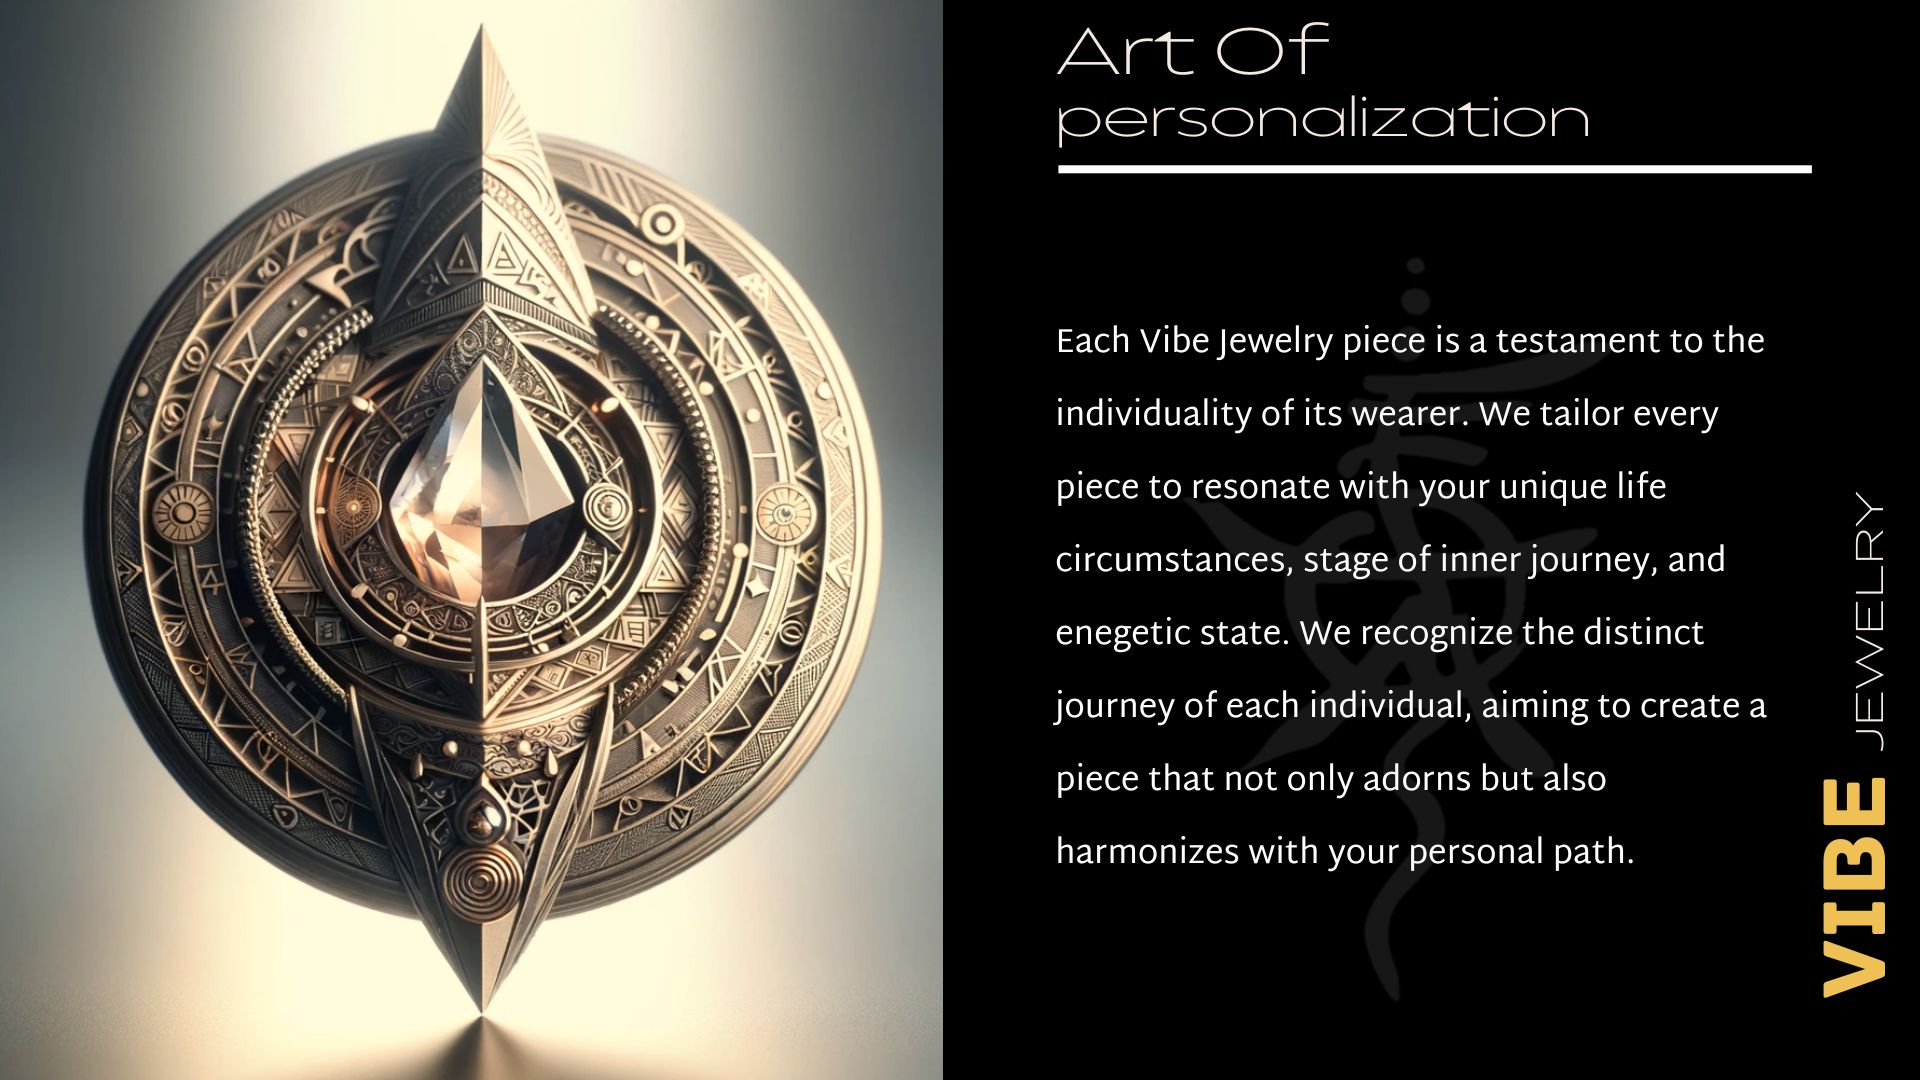 Art Of
personalization
Each Vibe Jewelry piece is a testament to the
individuality of its wearer. We tailor every
piece to resonate with your unique life
circumstances, stage of inner journey, and
enegetic state. We recognize the distinct
journey of each individual, aiming to create a
piece that not only adorns but also
harmonizes with your personal path.
VIBE JEWELRY